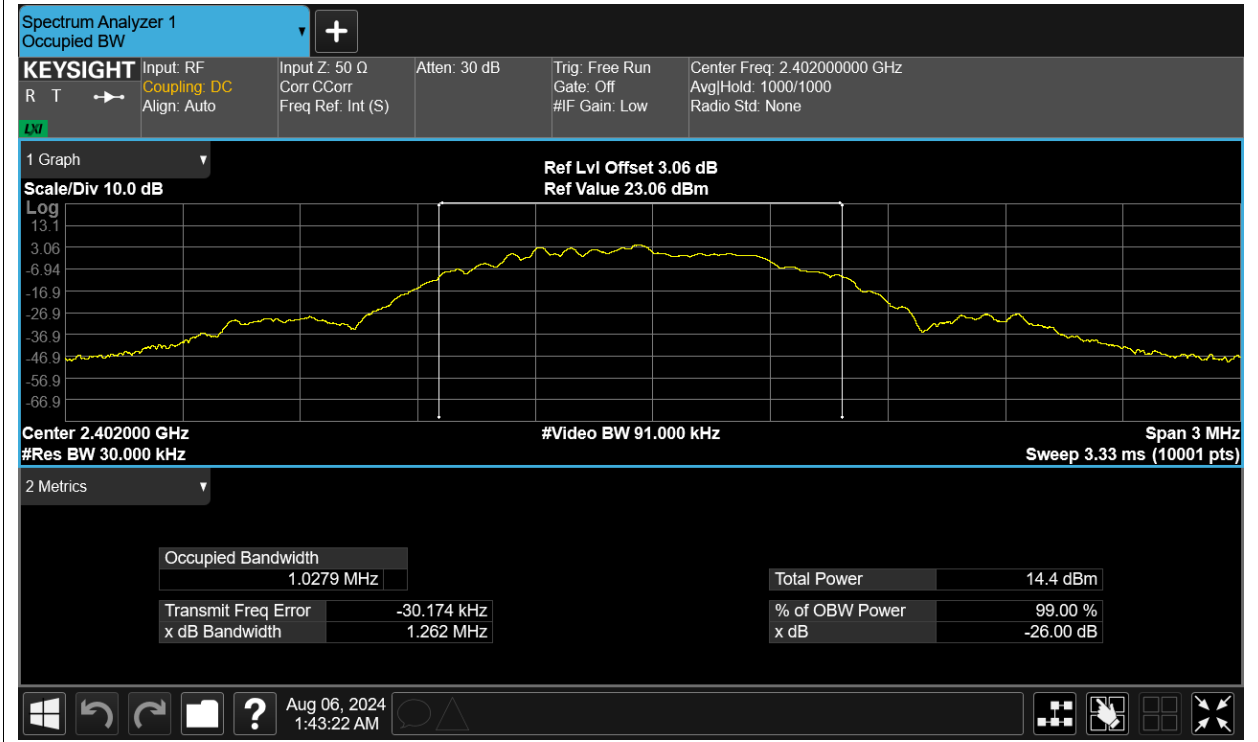 Spectrum Analyzer 1
Occupied BW
KEYSIGHT
R T
LXI
Input: RF
Coupling: DC
Align: Auto
Input Z: 50 Ω
Corr CCorr
Freq Ref: Int (S)
Atten: 30 dB
Trig: Free Run
Gate: Off
#IF Gain: Low
Center Freq: 2.402000000 GHz
Avg|Hold: 1000/1000
Radio Std: None
1 Graph
Scale/Div 10.0 dB
Ref Lvl Offset 3.06 dB
Ref Value 23.06 dBm
Log
13.1
3.06
-6.94
-16.9
-26.9
-36.9
-46.9
-56.9
-66.9
Center 2.402000 GHz
#Video BW 91.000 kHz
Span 3 MHz
#Res BW 30.000 kHz
Sweep 3.33 ms (10001 pts)
2 Metrics
Occupied Bandwidth
1.0279 MHz
Total Power 14.4 dBm
Transmit Freq Error -30.174 kHz
% of OBW Power 99.00 %
x dB Bandwidth 1.262 MHz
x dB -26.00 dB
?
Aug 06, 2024
1:43:22 AM